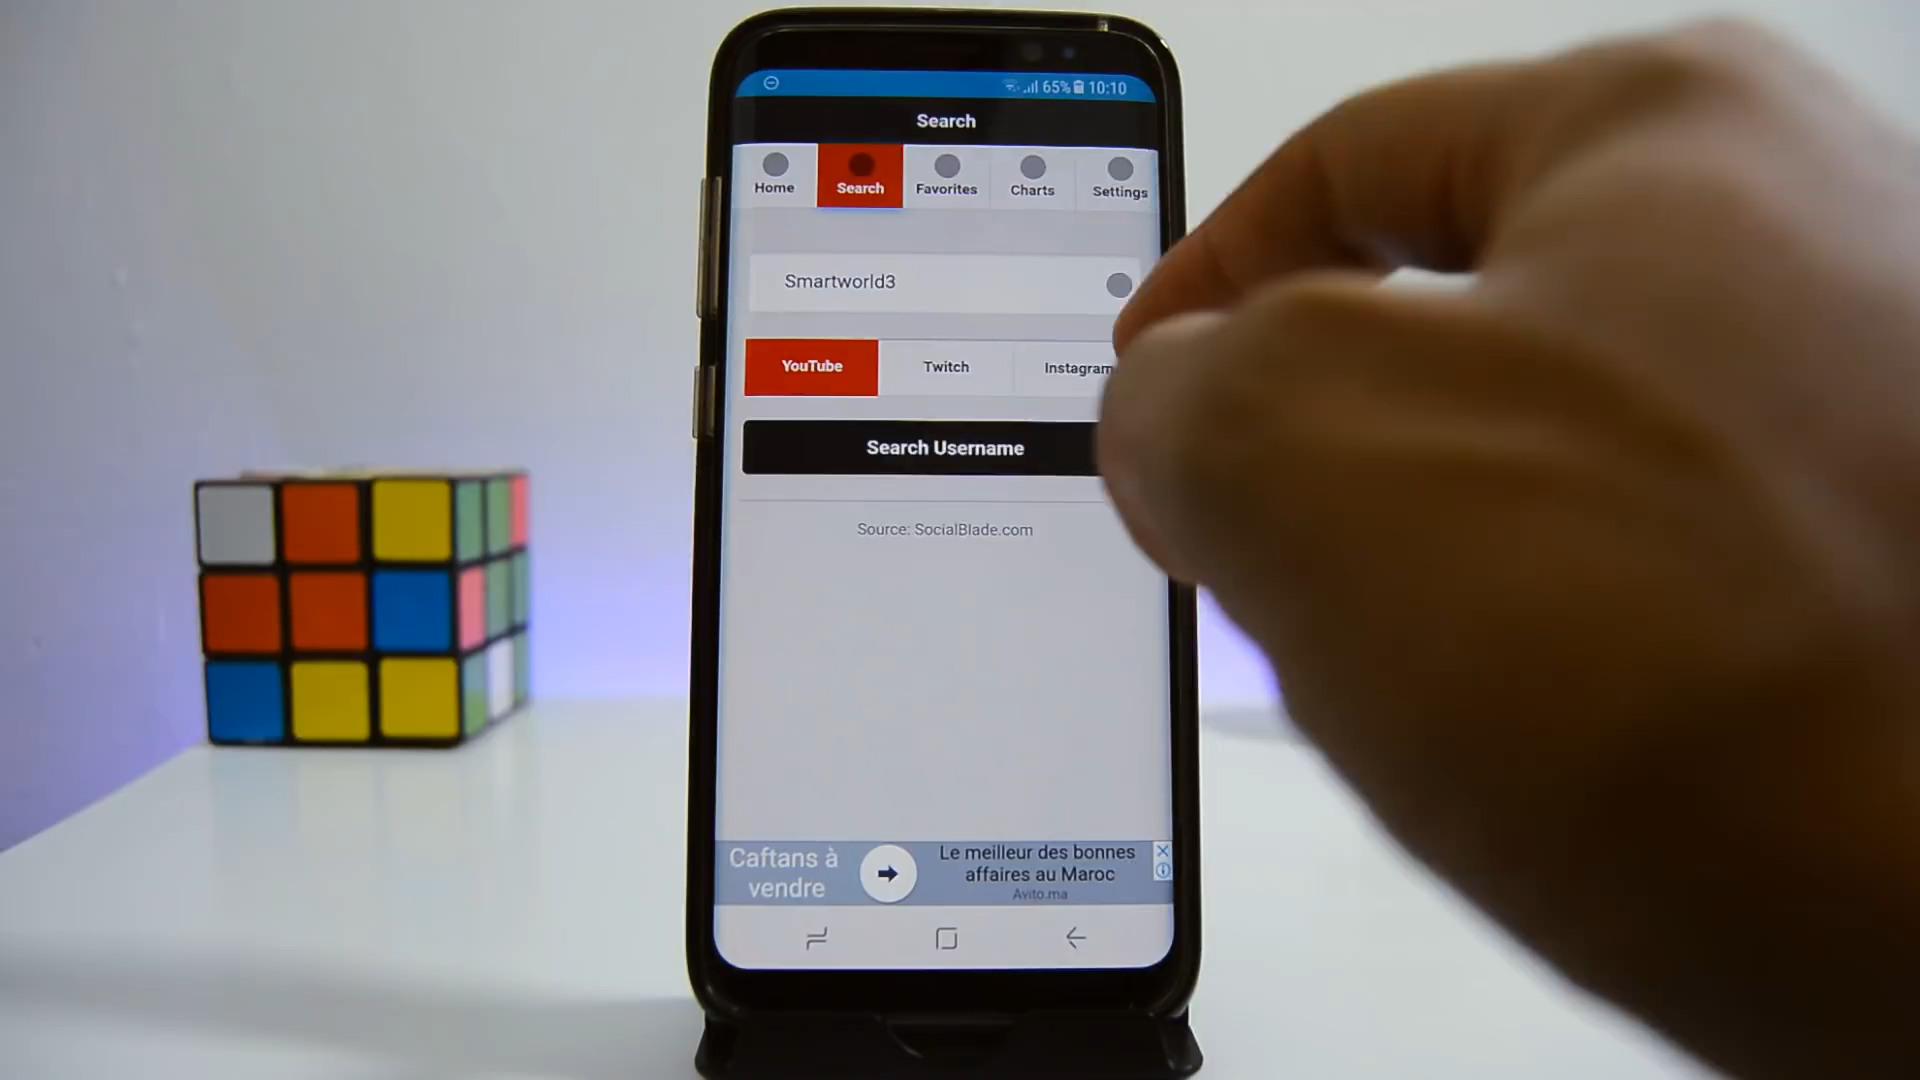 65% 10:10
Search
Home Search Favorites Charts Settings
Smartworld3
YouTube Twitch Instagram
Search Username
Source: SocialBlade.com
Caftans à
vendre
Le meilleur des bonnes
affaires au Maroc
Avito.ma